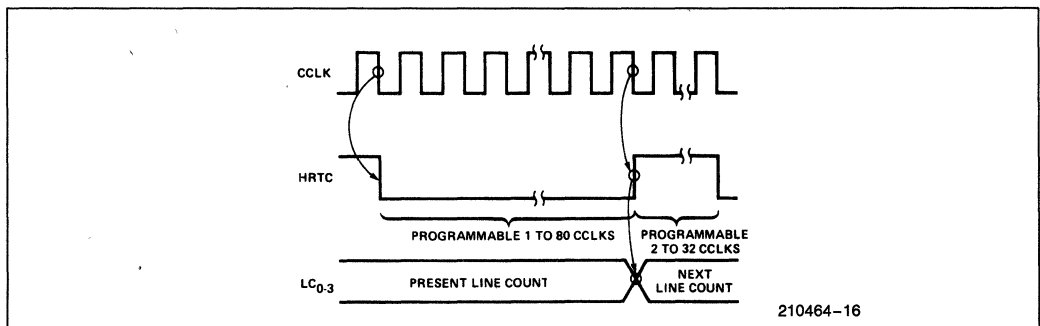 CCLK
HRTC
PROGRAMMABLE 1 TO 80 CCLKS
PROGRAMMABLE
2 TO 32 CCLKS
LC0-3
PRESENT LINE COUNT
NEXT
LINE COUNT
210464-16